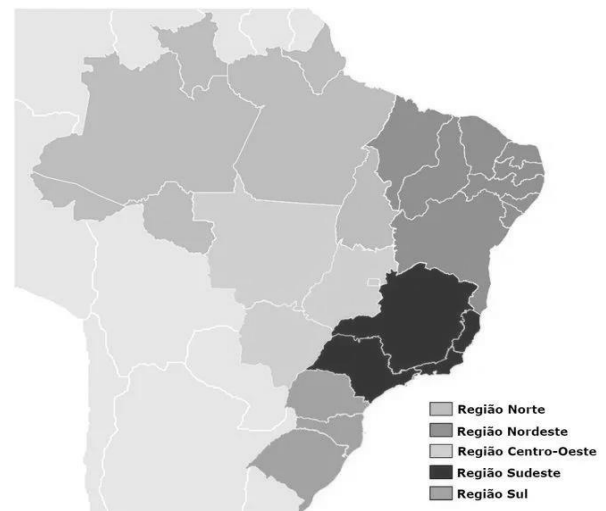 Região Norte
Região Nordeste
Região Centro-Oeste
Região Sudeste
Região Sul